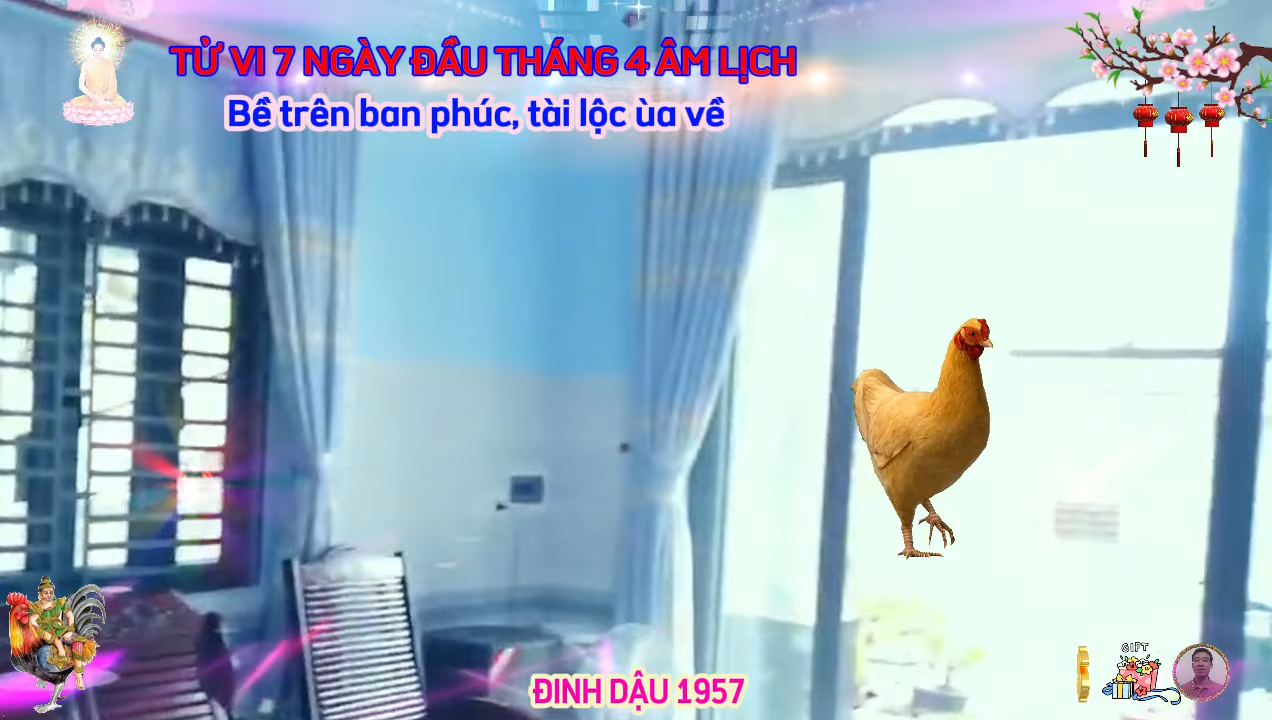 TỬ VI 7 NGÀY ĐẦU THÁNG 4 ÂM LỊCH
Bề trên ban phúc, tài lộc ùa về
GIFT
ĐINH DẬU 1957